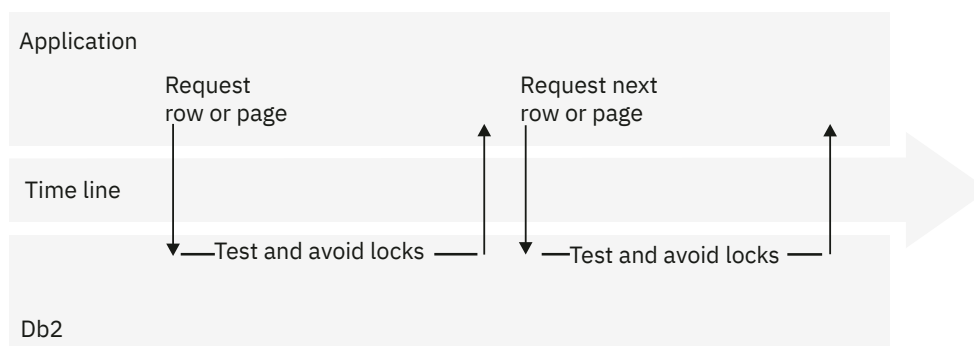 Application
Request
row or page
Request next
row or page
Time line
Test and avoid locks
Test and avoid locks
Db2